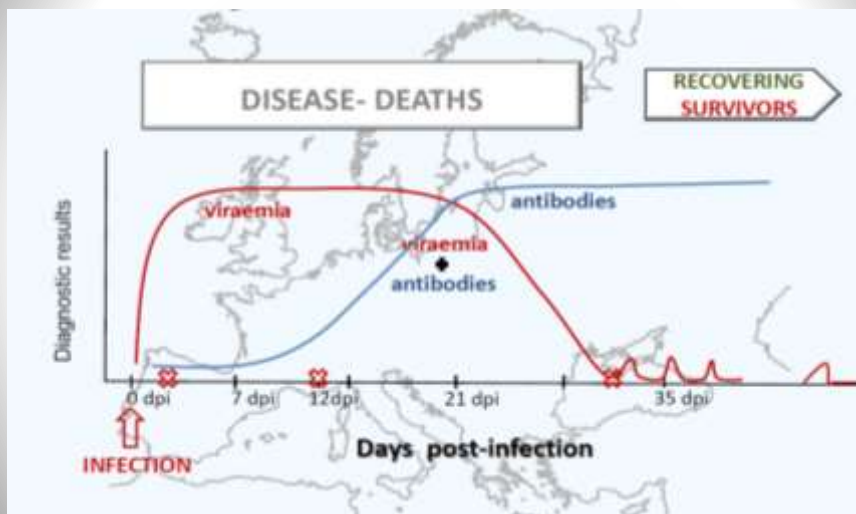 DISEASE- DEATHS
RECOVERING
SURVIVORS
viraemia
antibodies
viraemia
antibodies
Diagnostic results
0 dpi
7 dpi
12dpi
21 dpi
35 dpi
Days post-infection
INFECTION